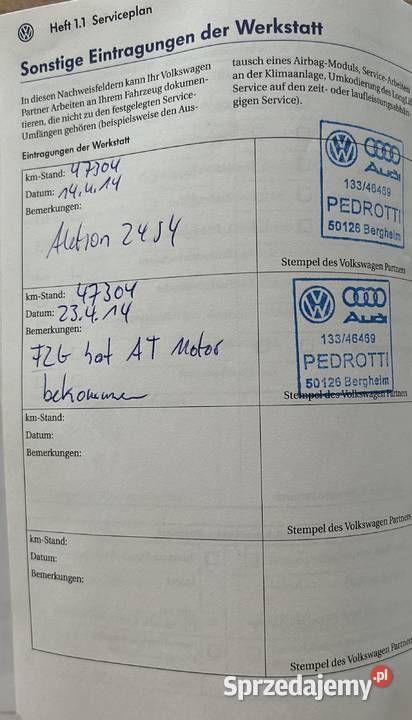 Heft 1.1 Serviceplan
Sonstige Eintragungen der Werkstatt
In diesen Nachweisfeldern kann Ihr Volkswagen
Partner Arbeiten an Ihrem Fahrzeug dokumen-
tieren, die nicht zu den festgelegten Service-
Umfängen gehören (beispielsweise den Aus-
tausch eines Airbag-Moduls, Service-Arbeiten
an der Klimaanlage, Umkodierung des LongLife
Service auf den zeit- oder laufleistungsabhän-
gigen Service).
Eintragungen der Werkstatt
km-Stand: 47304
Datum: 14.4.14
Bemerkungen:
Aktion 24S4
VW Audi
133/46469
PEDROTTI
50126 Bergheim
Stempel des Volkswagen Partners
km-Stand: 47304
Datum: 23.4.14
Bemerkungen:
FZG hat AT Motor
bekommen
VW Audi
133/46469
PEDROTTI
50126 Bergheim
Stempel des Volkswagen Partners
km-Stand:
Datum:
Bemerkungen:
Stempel des Volkswagen Partners
km-Stand:
Datum:
Bemerkungen:
Stempel des Volkswagen Partners
Sprzedajemy.pl